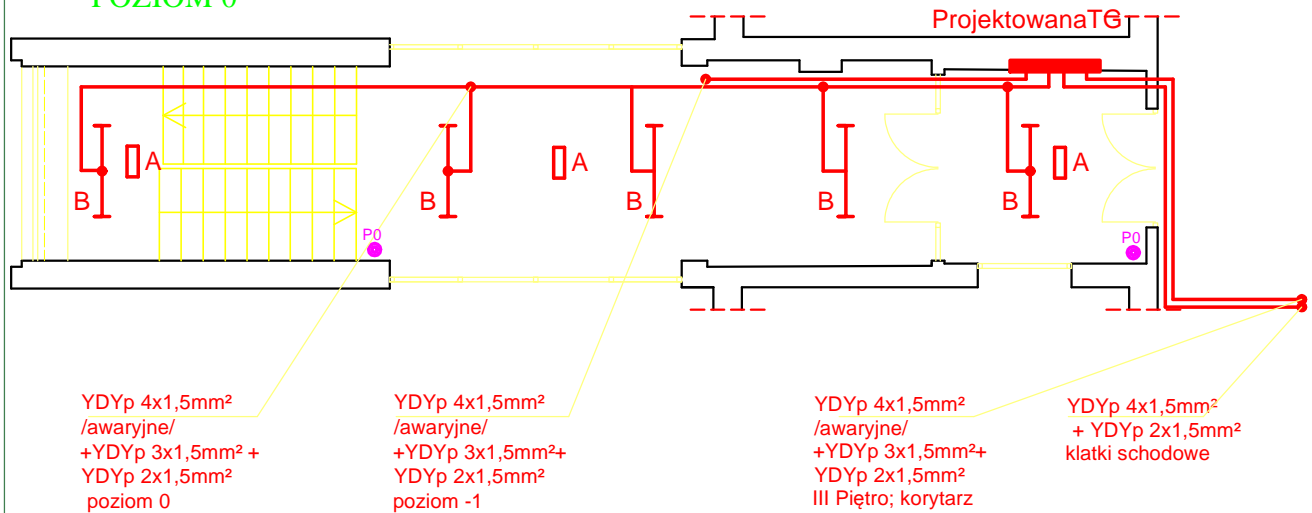 POZIOM 0
ProjektowanaTG
A
A
A
B
B
B
B
B
P0
P0
YDYp 4x1,5mm²
/awaryjne/
+YDYp 3x1,5mm² +
YDYp 2x1,5mm²
poziom 0
YDYp 4x1,5mm²
/awaryjne/
+YDYp 3x1,5mm²+
YDYp 2x1,5mm²
poziom -1
YDYp 4x1,5mm²
/awaryjne/
+YDYp 3x1,5mm²+
YDYp 2x1,5mm²
III Piętro; korytarz
YDYp 4x1,5mm²
+ YDYp 2x1,5mm²
klatki schodowe